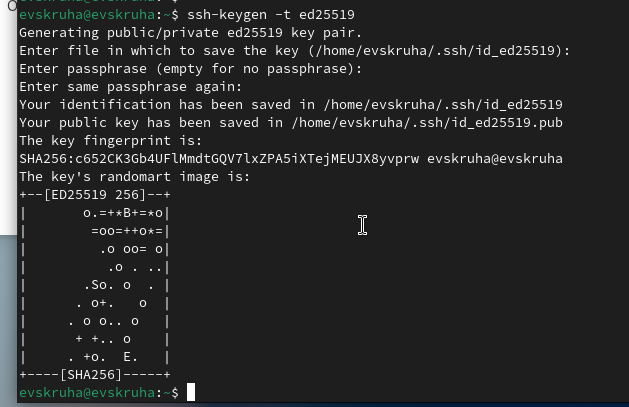 evskruha@evskruha:~$ ssh-keygen -t ed25519
Generating public/private ed25519 key pair.
Enter file in which to save the key (/home/evskruha/.ssh/id_ed25519):
Enter passphrase (empty for no passphrase):
Enter same passphrase again:
Your identification has been saved in /home/evskruha/.ssh/id_ed25519
Your public key has been saved in /home/evskruha/.ssh/id_ed25519.pub
The key fingerprint is:
SHA256:c652CK3Gb4UFlMmdtGQV7lxZPA5iXTejMEUJX8yvprw evskruha@evskruha
The key's randomart image is:
+--[ED25519 256]--+
|       o.=+*B+=*o|
|        =oo=++o*=|
|         .o oo= o|
|          .o . ..|
|       .So. o  . |
|      . o+.   o  |
|     . o o.. o   |
|      + +.. o    |
|     . +o.  E.   |
+----[SHA256]-----+
evskruha@evskruha:~$